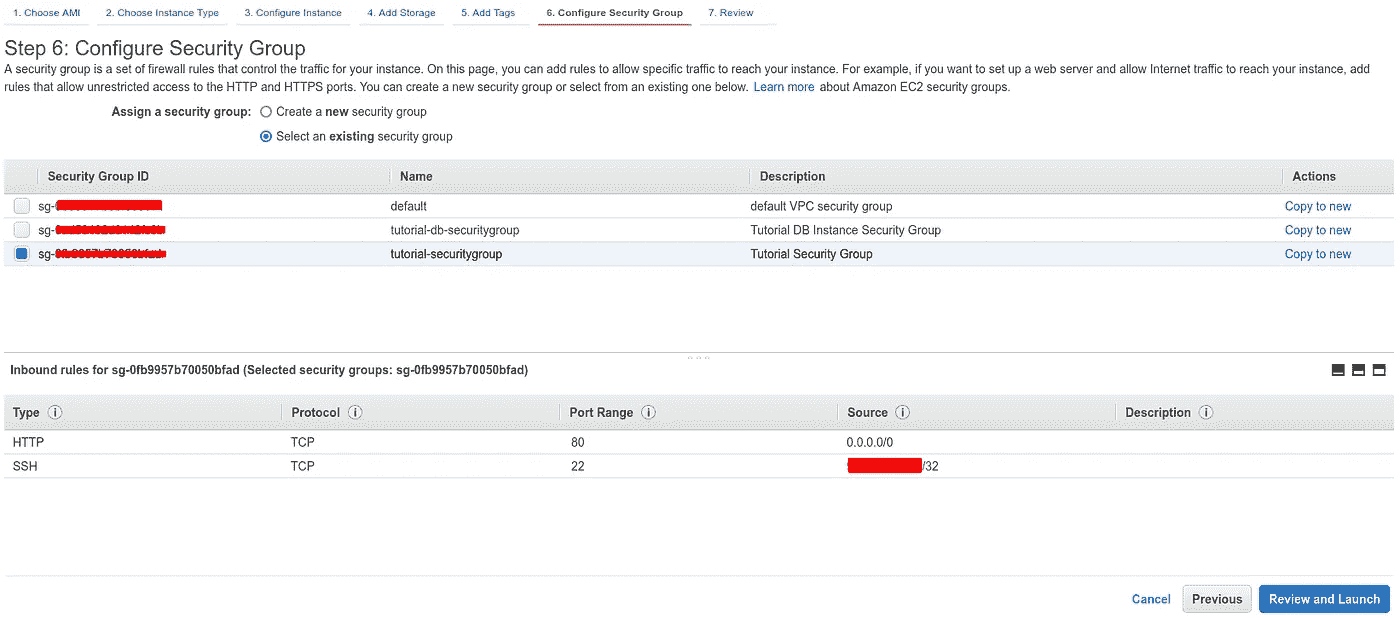 1. Choose AMI 2. Choose Instance Type 3. Configure Instance 4. Add Storage 5. Add Tags 6. Configure Security Group 7. Review
Step 6: Configure Security Group
A security group is a set of firewall rules that control the traffic for your instance. On this page, you can add rules to allow specific traffic to reach your instance. For example, if you want to set up a web server and allow Internet traffic to reach your instance, add
rules that allow unrestricted access to the HTTP and HTTPS ports. You can create a new security group or select from an existing one below. Learn more about Amazon EC2 security groups.
Assign a security group: Create a new security group
Select an existing security group
Security Group ID Name Description Actions
sg- default default VPC security group Copy to new
sg- tutorial-db-securitygroup Tutorial DB Instance Security Group Copy to new
sg- tutorial-securitygroup Tutorial Security Group Copy to new
Inbound rules for sg-0fb9957b70050bfad (Selected security groups: sg-0fb9957b70050bfad)
Type Protocol Port Range Source Description
HTTP TCP 80 0.0.0.0/0
SSH TCP 22 /32
Cancel Previous Review and Launch